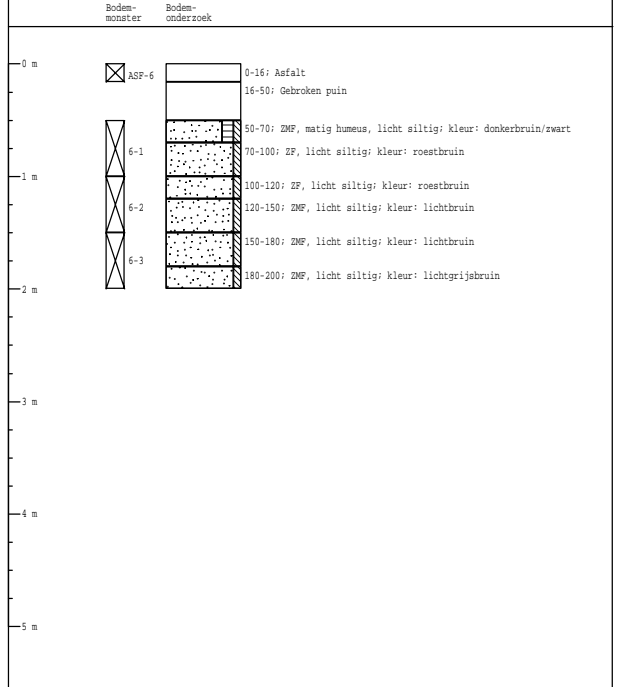 Bodem-
monster
Bodem-
onderzoek
0 m
ASF-6
0-16; Asfalt
16-50; Gebroken puin
50-70; ZMF, matig humeus, licht siltig; kleur: donkerbruin/zwart
6-1
70-100; ZF, licht siltig; kleur: roestbruin
1 m
100-120; ZF, licht siltig; kleur: roestbruin
6-2
120-150; ZMF, licht siltig; kleur: lichtbruin
150-180; ZMF, licht siltig; kleur: lichtbruin
6-3
180-200; ZMF, licht siltig; kleur: lichtgrijsbruin
2 m
3 m
4 m
5 m